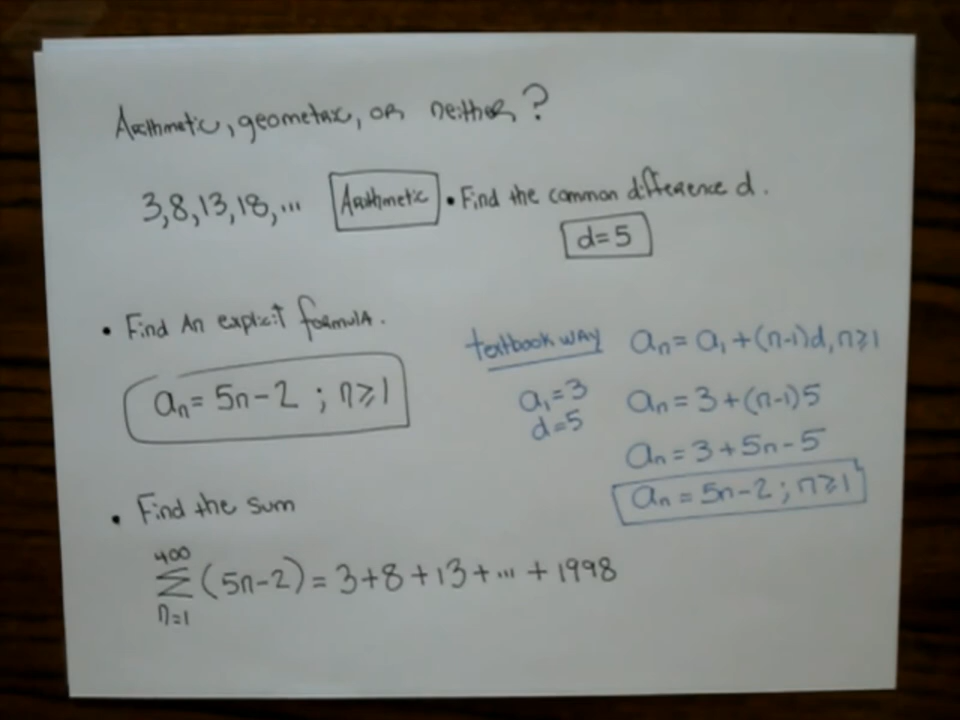 Arithmetic, geometric, or neither?
3,8,13,18,... Arithmetic • Find the common difference d.
d=5
• Find An explicit formula.
aₙ = 5n-2 ; n≥1
textbook way aₙ = a₁ + (n-1)d, n≥1
a₁=3 aₙ = 3 + (n-1)5
d=5
aₙ = 3 + 5n - 5
aₙ = 5n-2 ; n≥1
• Find the sum
400
Σ (5n-2) = 3+8+13+...+1998
n=1